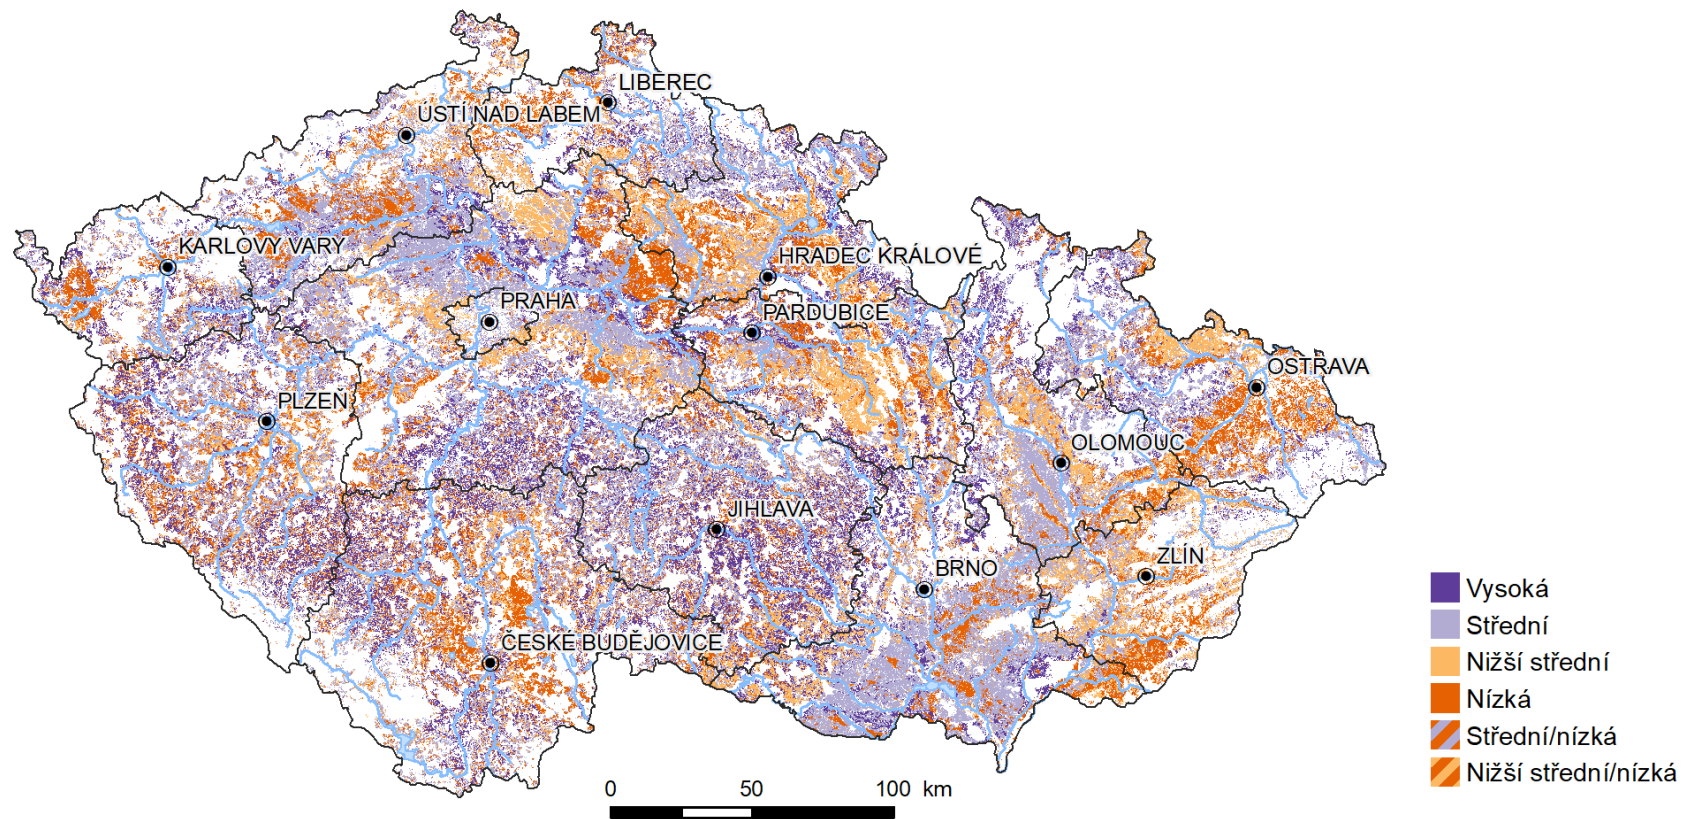 LIBEREC
ÚSTÍ NAD LABEM
KARLOVY VARY
HRADEC KRÁLOVÉ
PRAHA
PARDUBICE
OSTRAVA
PLZEŇ
OLOMOUC
JIHLAVA
ZLÍN
BRNO
ČESKÉ BUDĚJOVICE
Vysoká
Střední
Nižší střední
Nízká
Střední/nízká
Nižší střední/nízká
0 50 100 km